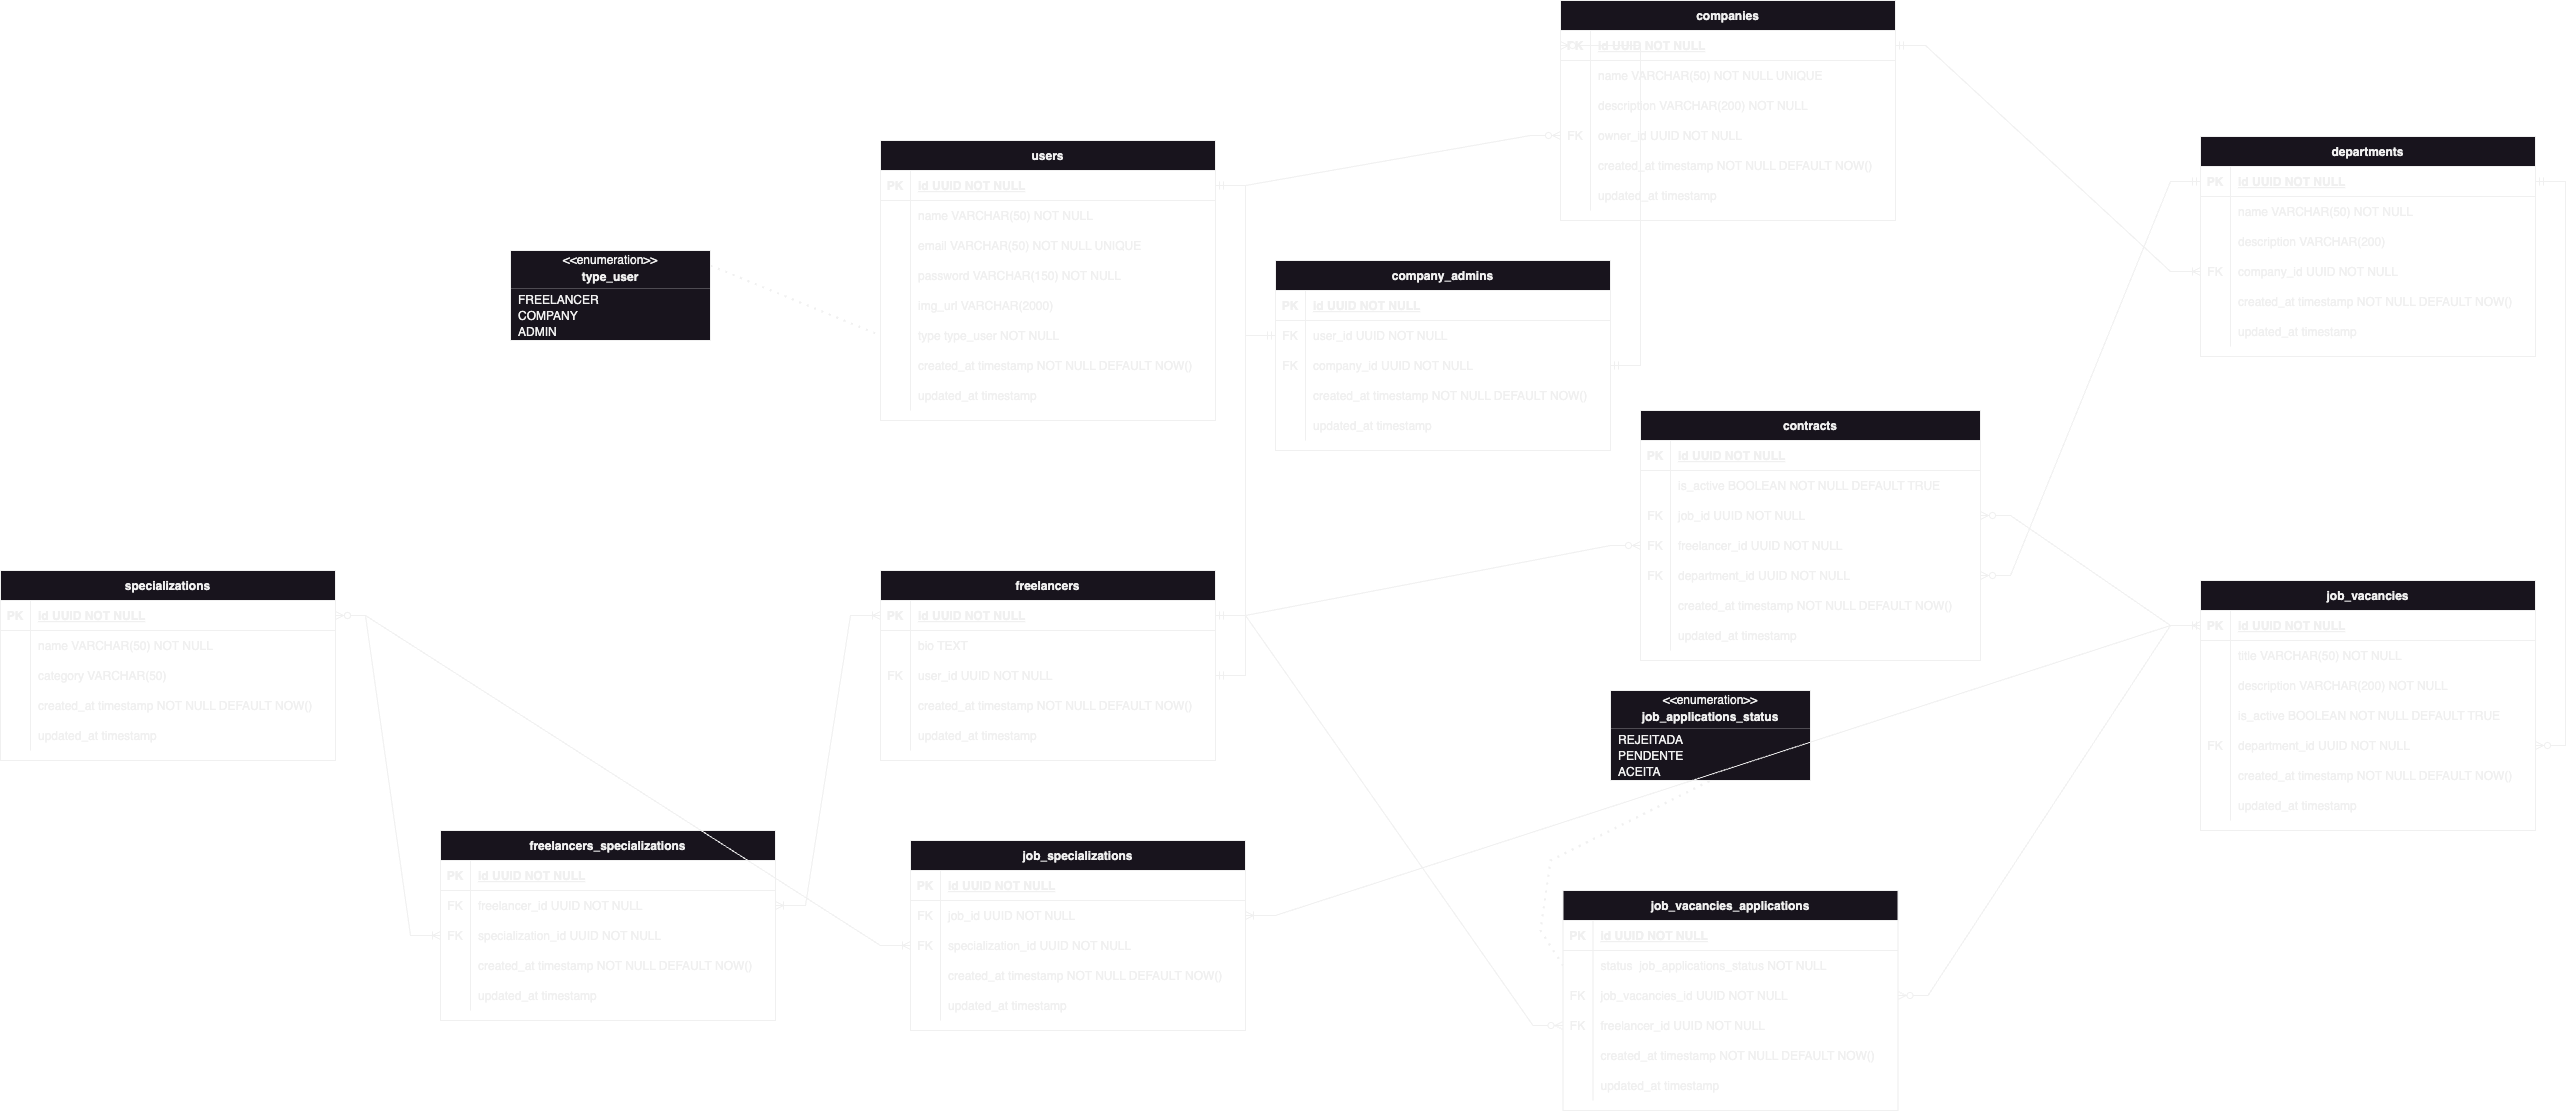 companies
PK id UUID NOT NULL
name VARCHAR(50) NOT NULL UNIQUE
description VARCHAR(200) NOT NULL
FK owner_id UUID NOT NULL
created_at timestamp NOT NULL DEFAULT NOW()
updated_at timestamp
users
PK id UUID NOT NULL
name VARCHAR(50) NOT NULL
email VARCHAR(50) NOT NULL UNIQUE
password VARCHAR(150) NOT NULL
img_url VARCHAR(2000)
type type_user NOT NULL
created_at timestamp NOT NULL DEFAULT NOW()
updated_at timestamp
departments
PK id UUID NOT NULL
name VARCHAR(50) NOT NULL
description VARCHAR(200)
FK company_id UUID NOT NULL
created_at timestamp NOT NULL DEFAULT NOW()
updated_at timestamp
<<enumeration>>
type_user
FREELANCER
COMPANY
ADMIN
company_admins
PK id UUID NOT NULL
FK user_id UUID NOT NULL
FK company_id UUID NOT NULL
created_at timestamp NOT NULL DEFAULT NOW()
updated_at timestamp
contracts
PK id UUID NOT NULL
is_active BOOLEAN NOT NULL DEFAULT TRUE
FK job_id UUID NOT NULL
FK freelancer_id UUID NOT NULL
FK department_id UUID NOT NULL
created_at timestamp NOT NULL DEFAULT NOW()
updated_at timestamp
specializations
PK id UUID NOT NULL
name VARCHAR(50) NOT NULL
category VARCHAR(50)
created_at timestamp NOT NULL DEFAULT NOW()
updated_at timestamp
freelancers
PK id UUID NOT NULL
bio TEXT
FK user_id UUID NOT NULL
created_at timestamp NOT NULL DEFAULT NOW()
updated_at timestamp
job_vacancies
PK id UUID NOT NULL
title VARCHAR(50) NOT NULL
description VARCHAR(200) NOT NULL
is_active BOOLEAN NOT NULL DEFAULT TRUE
FK department_id UUID NOT NULL
created_at timestamp NOT NULL DEFAULT NOW()
updated_at timestamp
<<enumeration>>
job_applications_status
REJEITADA
PENDENTE
ACEITA
freelancers_specializations
PK id UUID NOT NULL
FK freelancer_id UUID NOT NULL
FK specialization_id UUID NOT NULL
created_at timestamp NOT NULL DEFAULT NOW()
updated_at timestamp
job_specializations
PK id UUID NOT NULL
FK job_id UUID NOT NULL
FK specialization_id UUID NOT NULL
created_at timestamp NOT NULL DEFAULT NOW()
updated_at timestamp
job_vacancies_applications
PK id UUID NOT NULL
status job_applications_status NOT NULL
FK job_vacancies_id UUID NOT NULL
FK freelancer_id UUID NOT NULL
created_at timestamp NOT NULL DEFAULT NOW()
updated_at timestamp